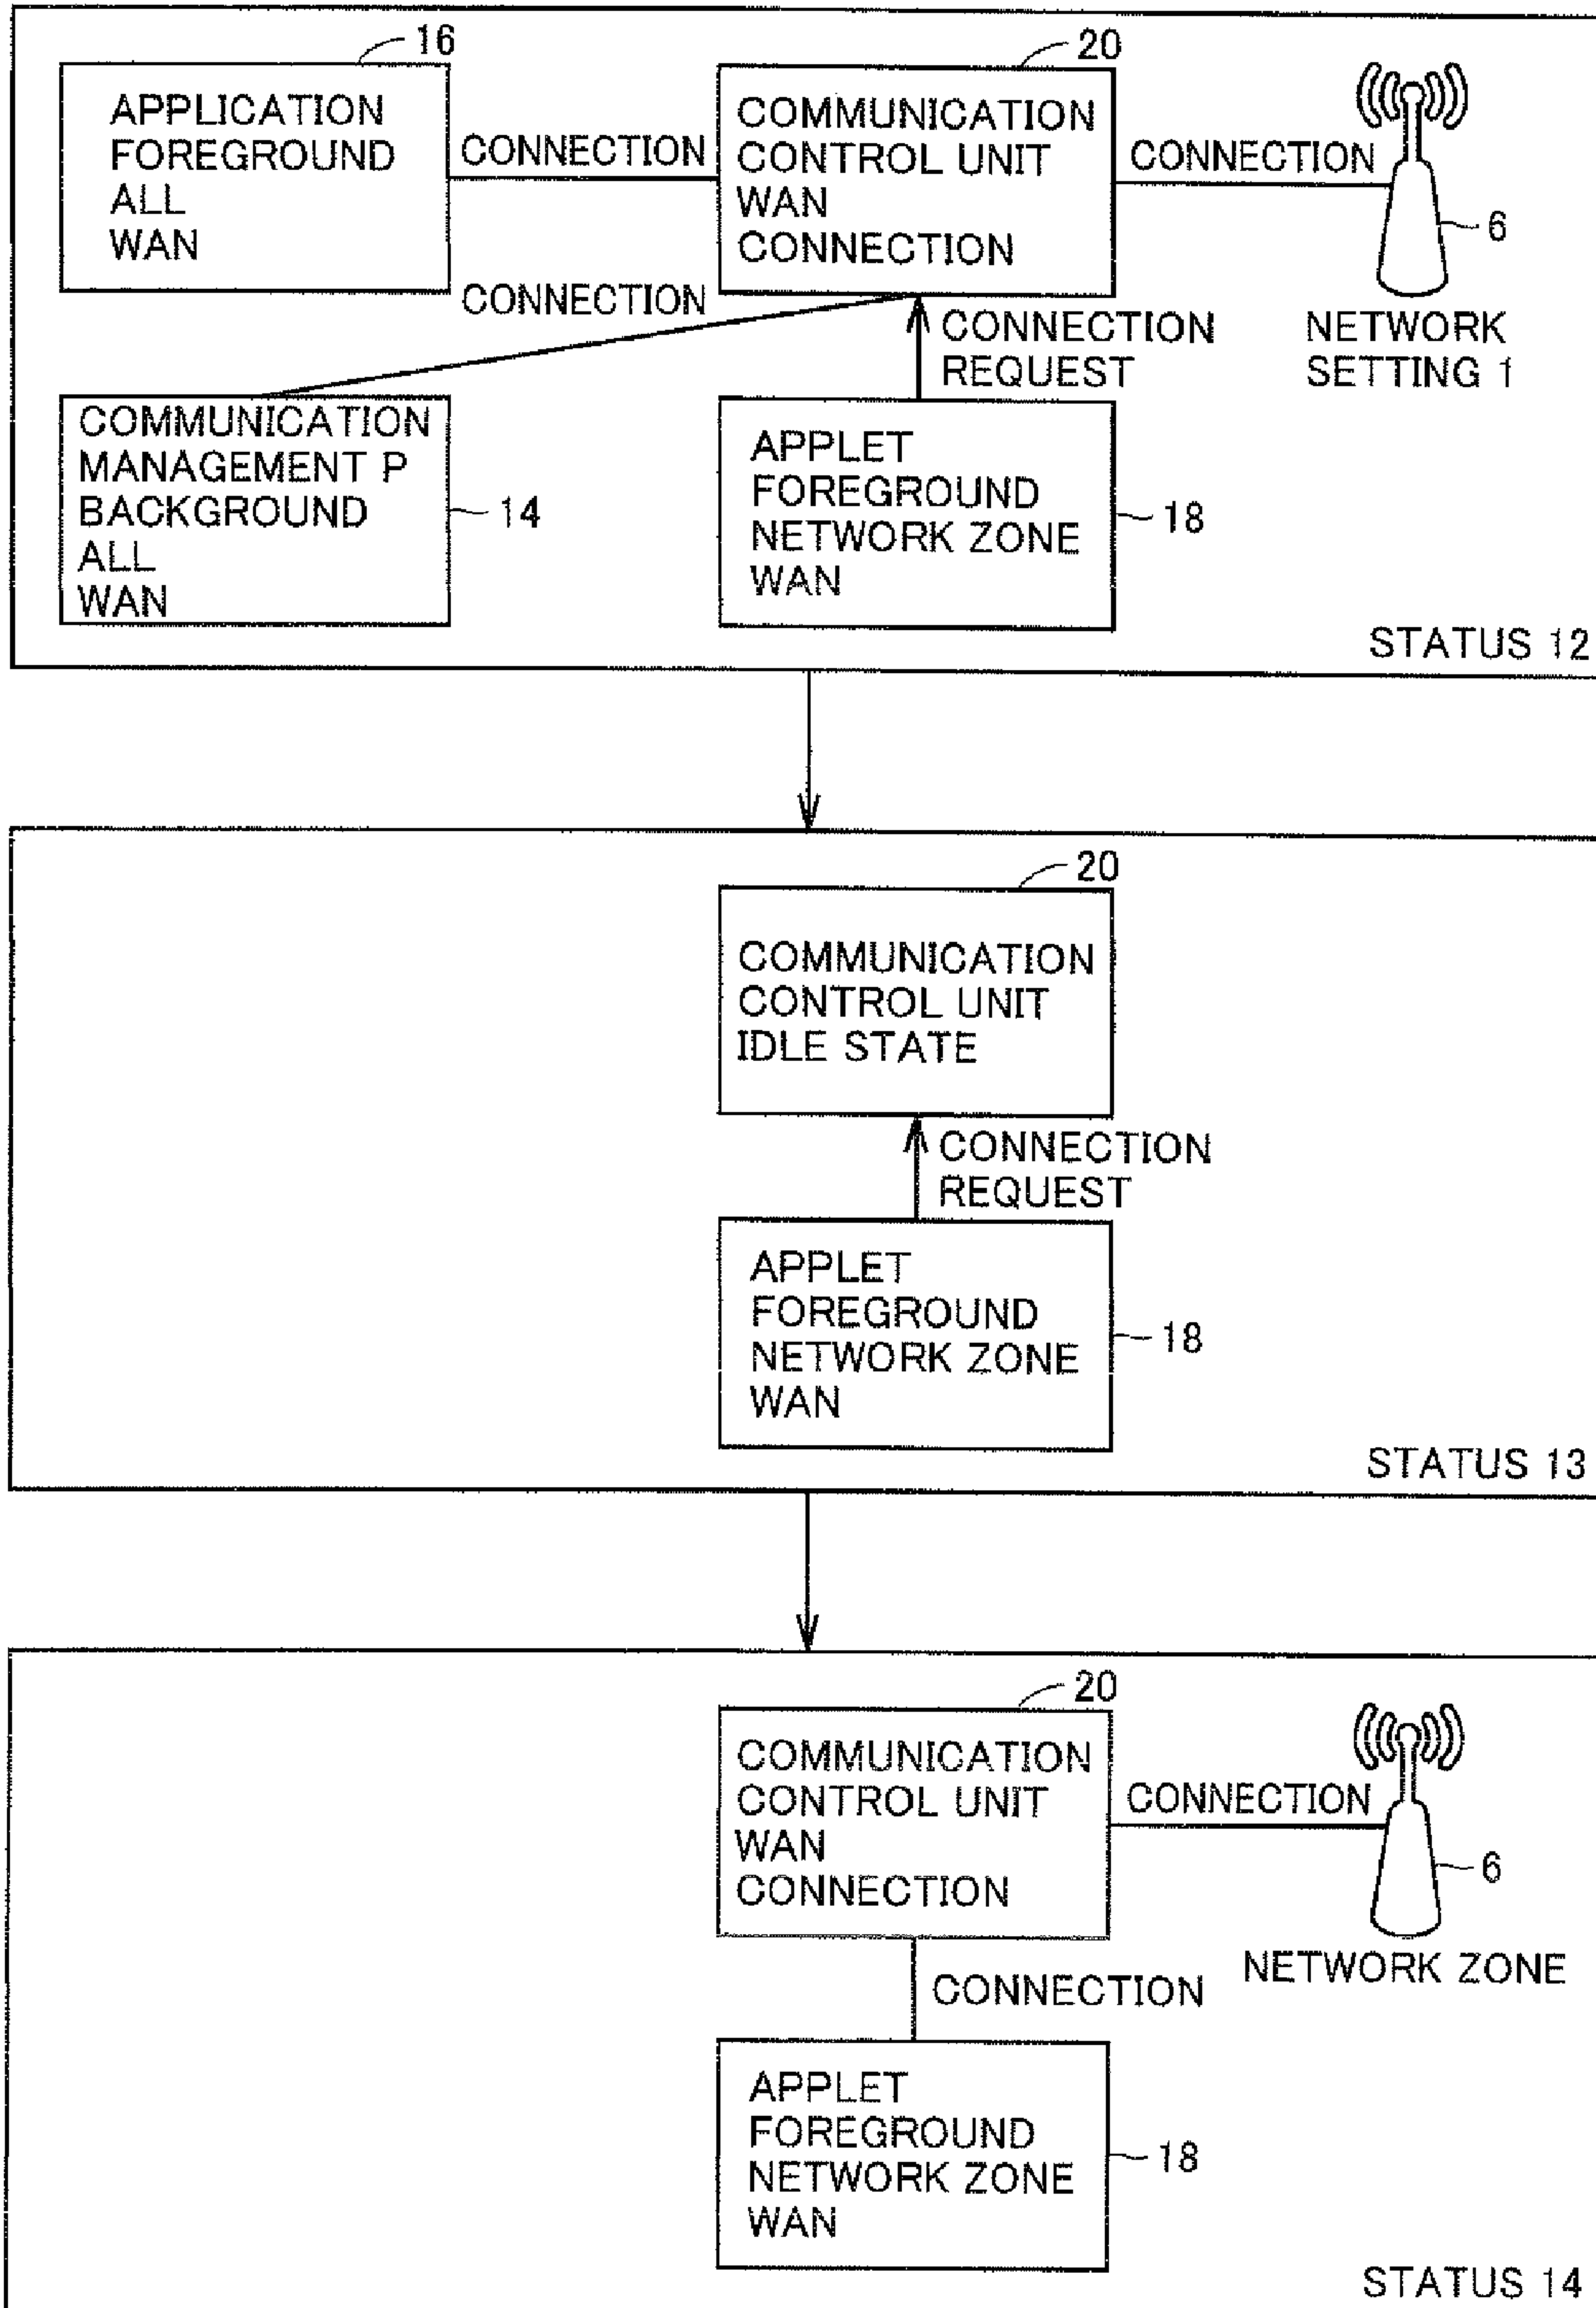 16
APPLICATION
FOREGROUND
ALL
WAN
CONNECTION
20
COMMUNICATION
CONTROL UNIT
WAN
CONNECTION
CONNECTION
6
NETWORK
SETTING 1
CONNECTION
CONNECTION
REQUEST
COMMUNICATION
MANAGEMENT P
BACKGROUND
ALL
WAN
14
APPLET
FOREGROUND
NETWORK ZONE
WAN
18
STATUS 12
20
COMMUNICATION
CONTROL UNIT
IDLE STATE
CONNECTION
REQUEST
APPLET
FOREGROUND
NETWORK ZONE
WAN
18
STATUS 13
20
COMMUNICATION
CONTROL UNIT
WAN
CONNECTION
CONNECTION
6
NETWORK ZONE
CONNECTION
APPLET
FOREGROUND
NETWORK ZONE
WAN
18
STATUS 14